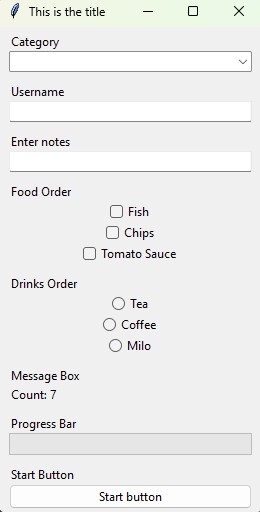 This is the title
Category
Username
Enter notes
Food Order
Fish
Chips
Tomato Sauce
Drinks Order
Tea
Coffee
Milo
Message Box
Count: 7
Progress Bar
Start Button
Start button